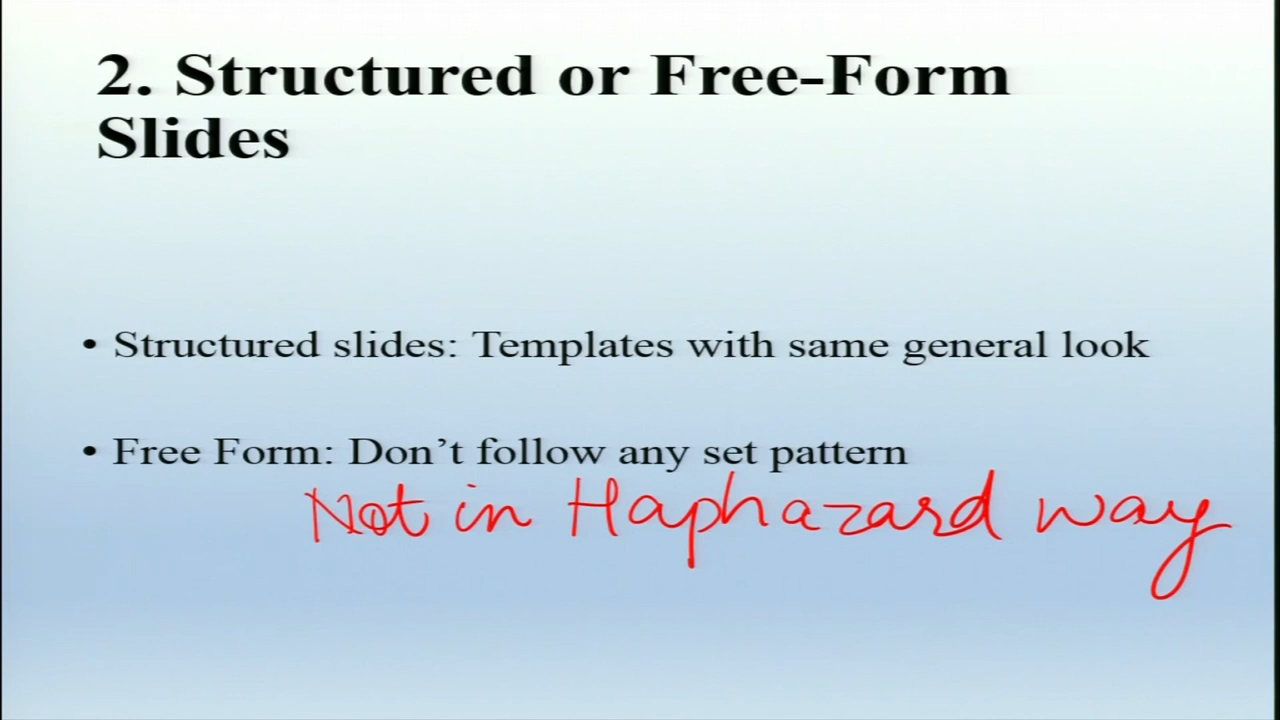 2. Structured or Free-Form
Slides
• Structured slides: Templates with same general look
• Free Form: Don’t follow any set pattern
Not in Haphazard way